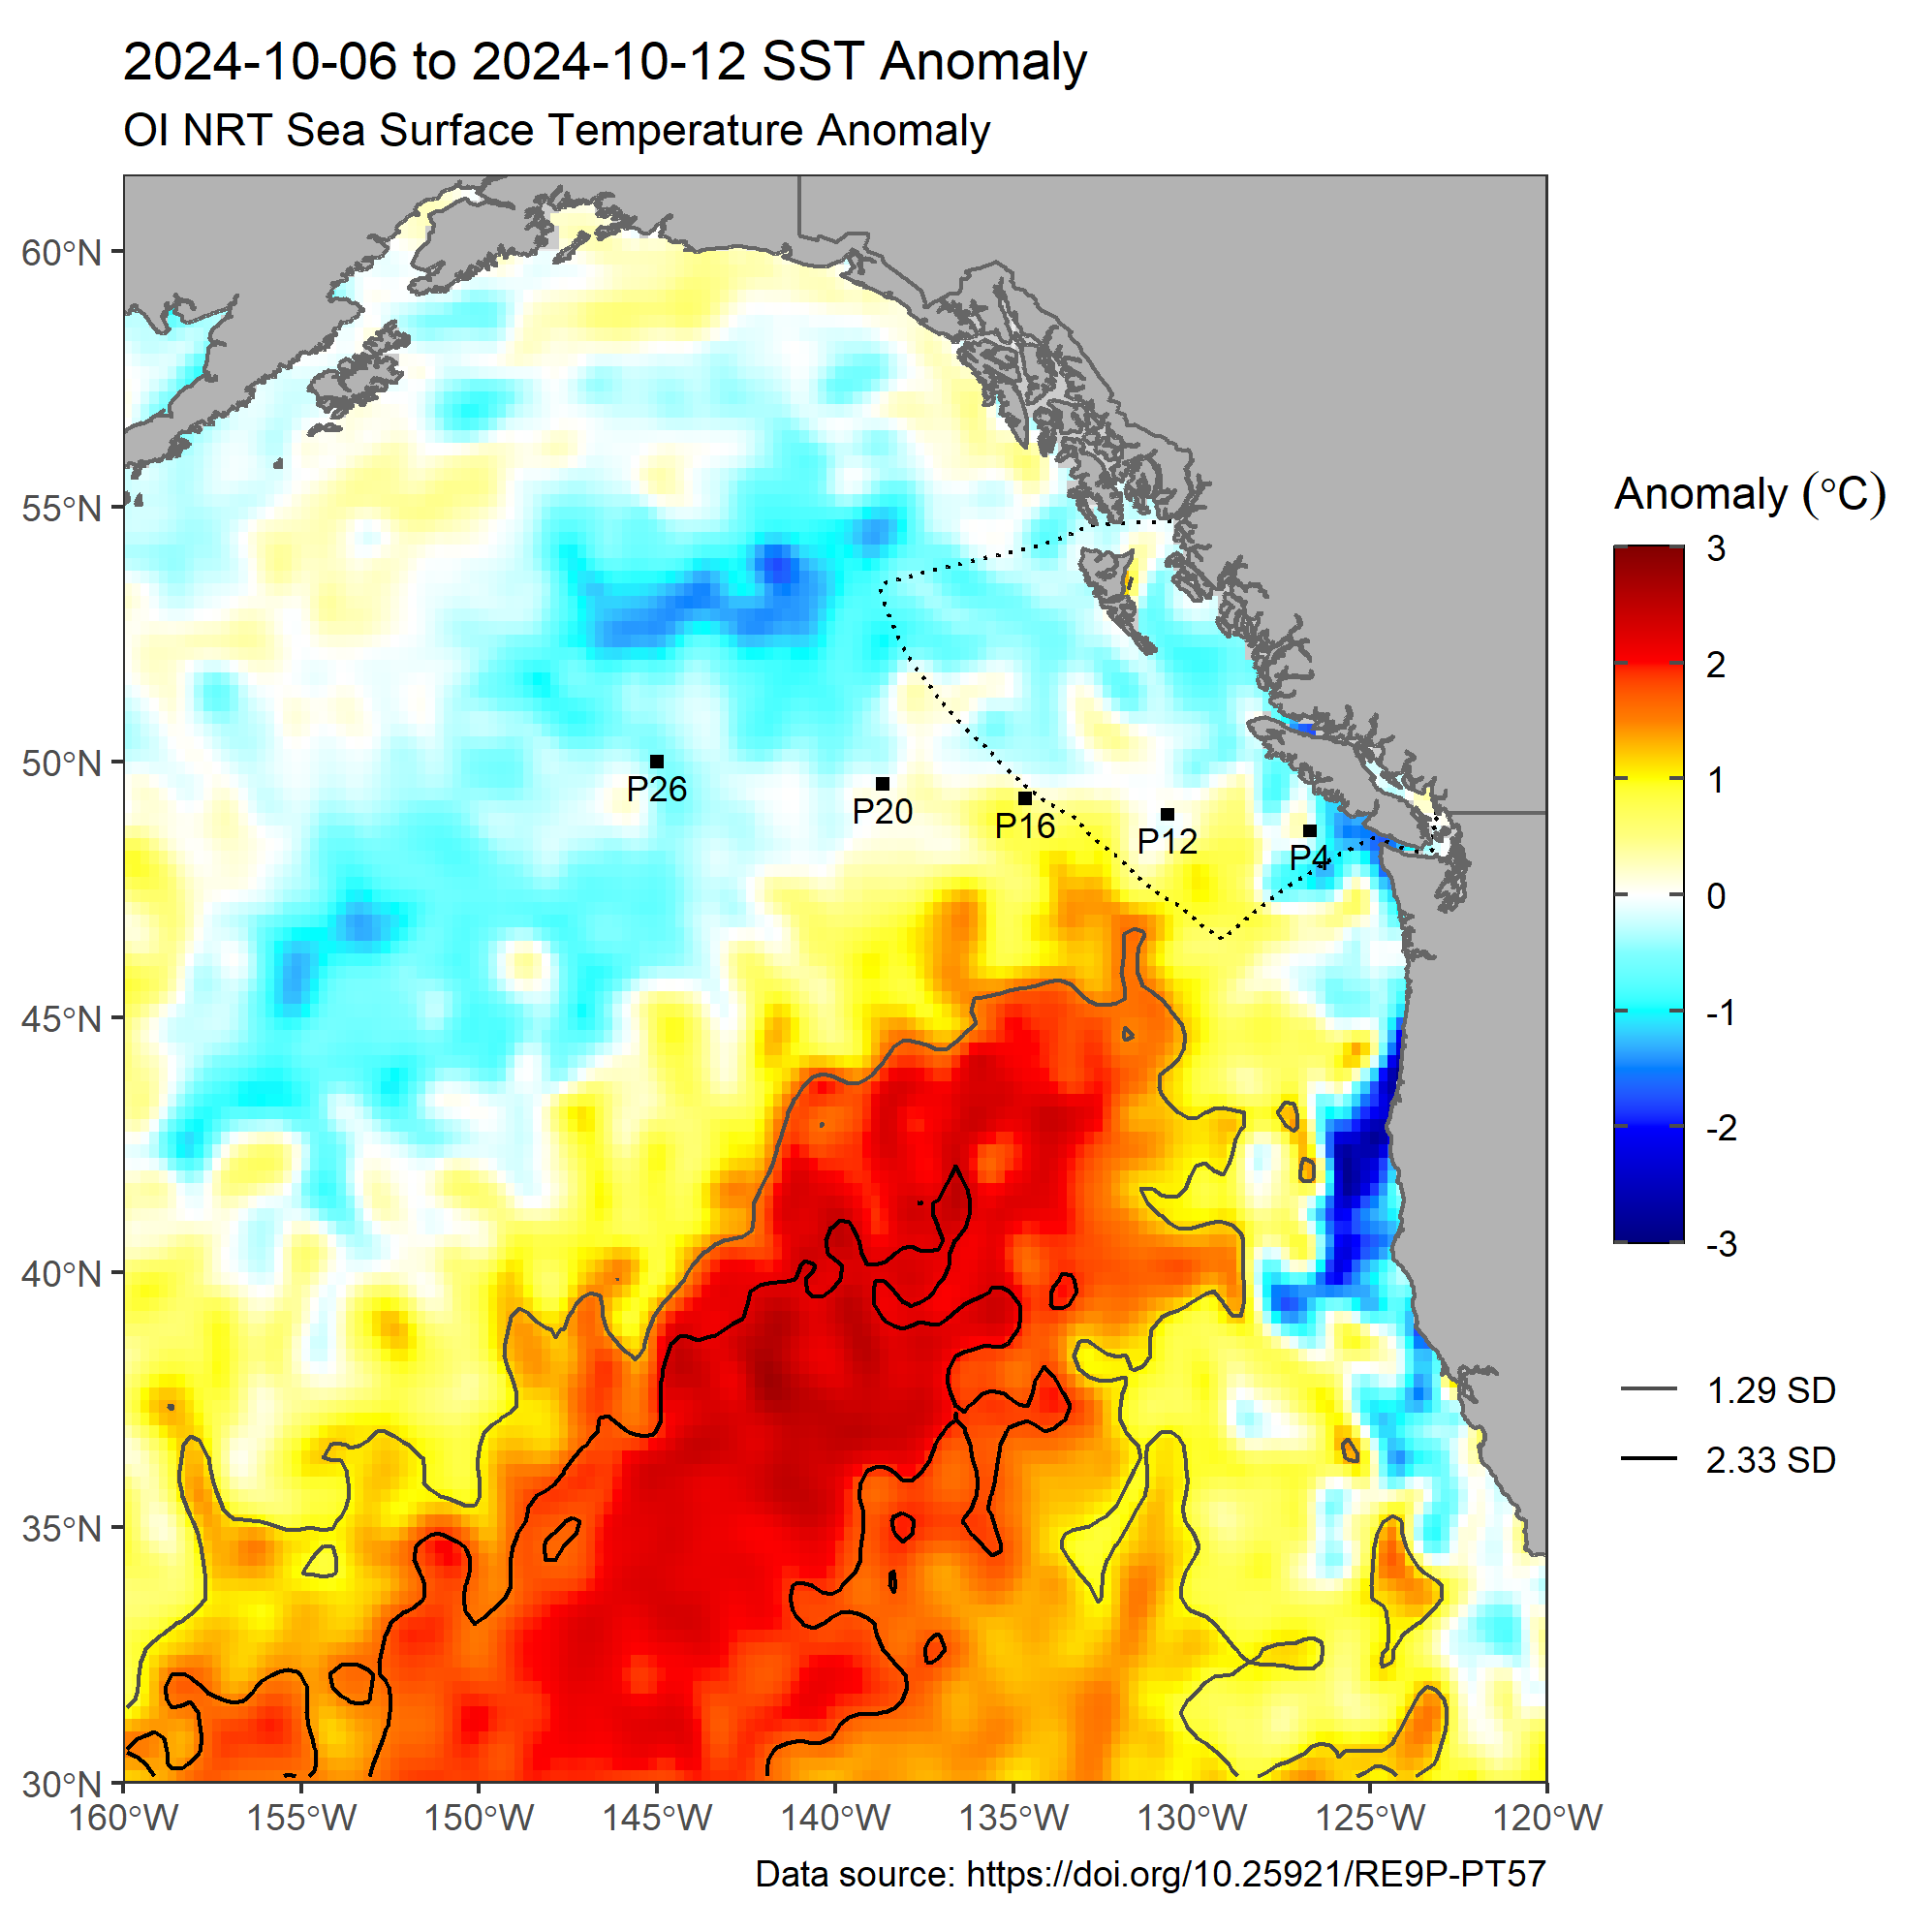 2024-10-06 to 2024-10-12 SST Anomaly
OI NRT Sea Surface Temperature Anomaly
60°N
55°N
50°N
45°N
40°N
35°N
30°N
P26
P20
P16
P12
P4
160°W
155°W
150°W
145°W
140°W
135°W
130°W
125°W
120°W
Anomaly (°C)
3
2
1
0
-1
-2
-3
1.29 SD
2.33 SD
Data source: https://doi.org/10.25921/RE9P-PT57